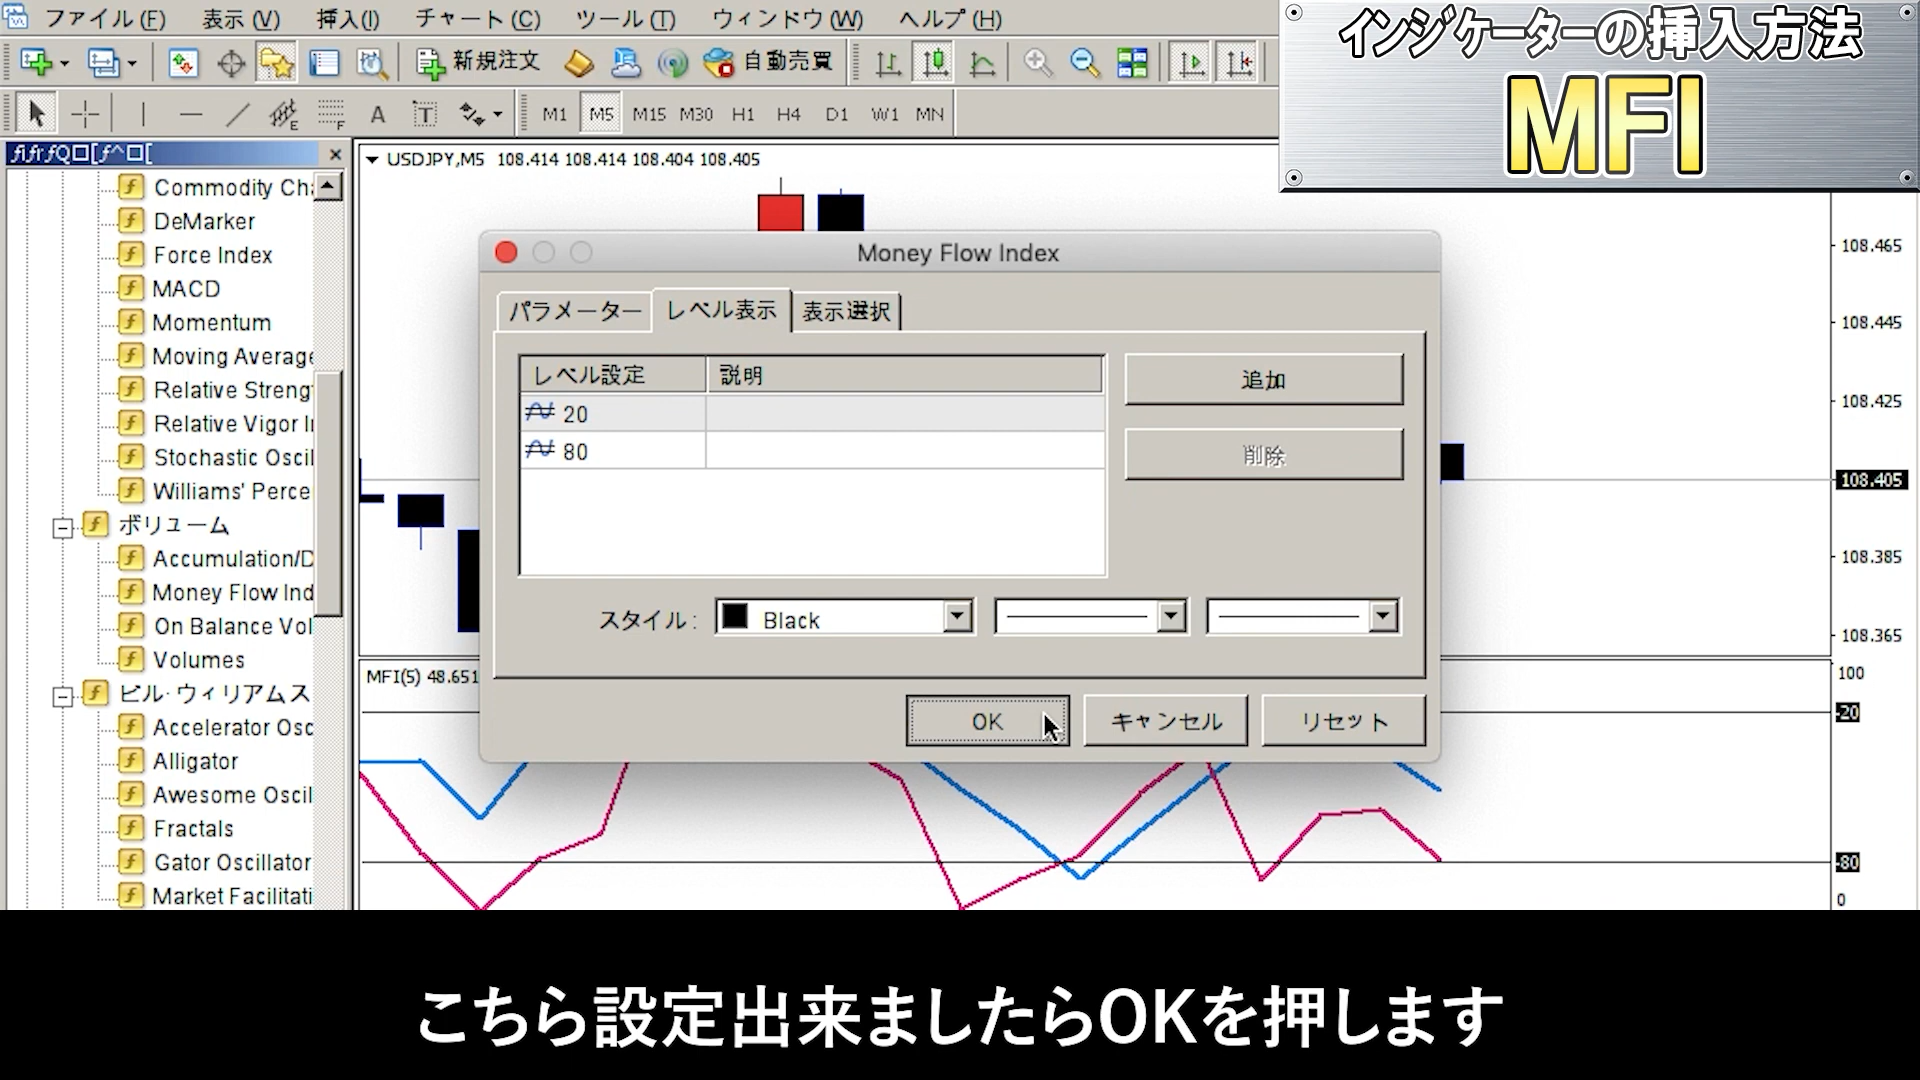 ファイル (F) 表示 (V) 挿入(I) チャート (C) ツール (T) ウィンドウ (W) ヘルプ (H)
インジケーターの挿入方法
MFI
新規注文 自動売買
A T E F
M1 M5 M15 M30 H1 H4 D1 W1 MN
USDJPY,M5 108.414 108.414 108.404 108.405
Commodity Cha
DeMarker
Force Index
MACD
Momentum
Moving Average
Relative Streng
Relative Vigor I
Stochastic Oscil
Williams' Perce
ボリューム
Accumulation/D
Money Flow Ind
On Balance Vol
Volumes
ビル・ウィリアムス
Accelerator Osc
Alligator
Awesome Oscil
Fractals
Gator Oscillator
Market Facilitati
Money Flow Index
パラメーター レベル表示 表示選択
レベル設定 説明
20
80
追加
削除
スタイル: Black
OK キャンセル リセット
108.465
108.445
108.425
108.405
108.385
108.365
MFI(5) 48.651
100
20
80
0
こちら設定出来ましたらOKを押します